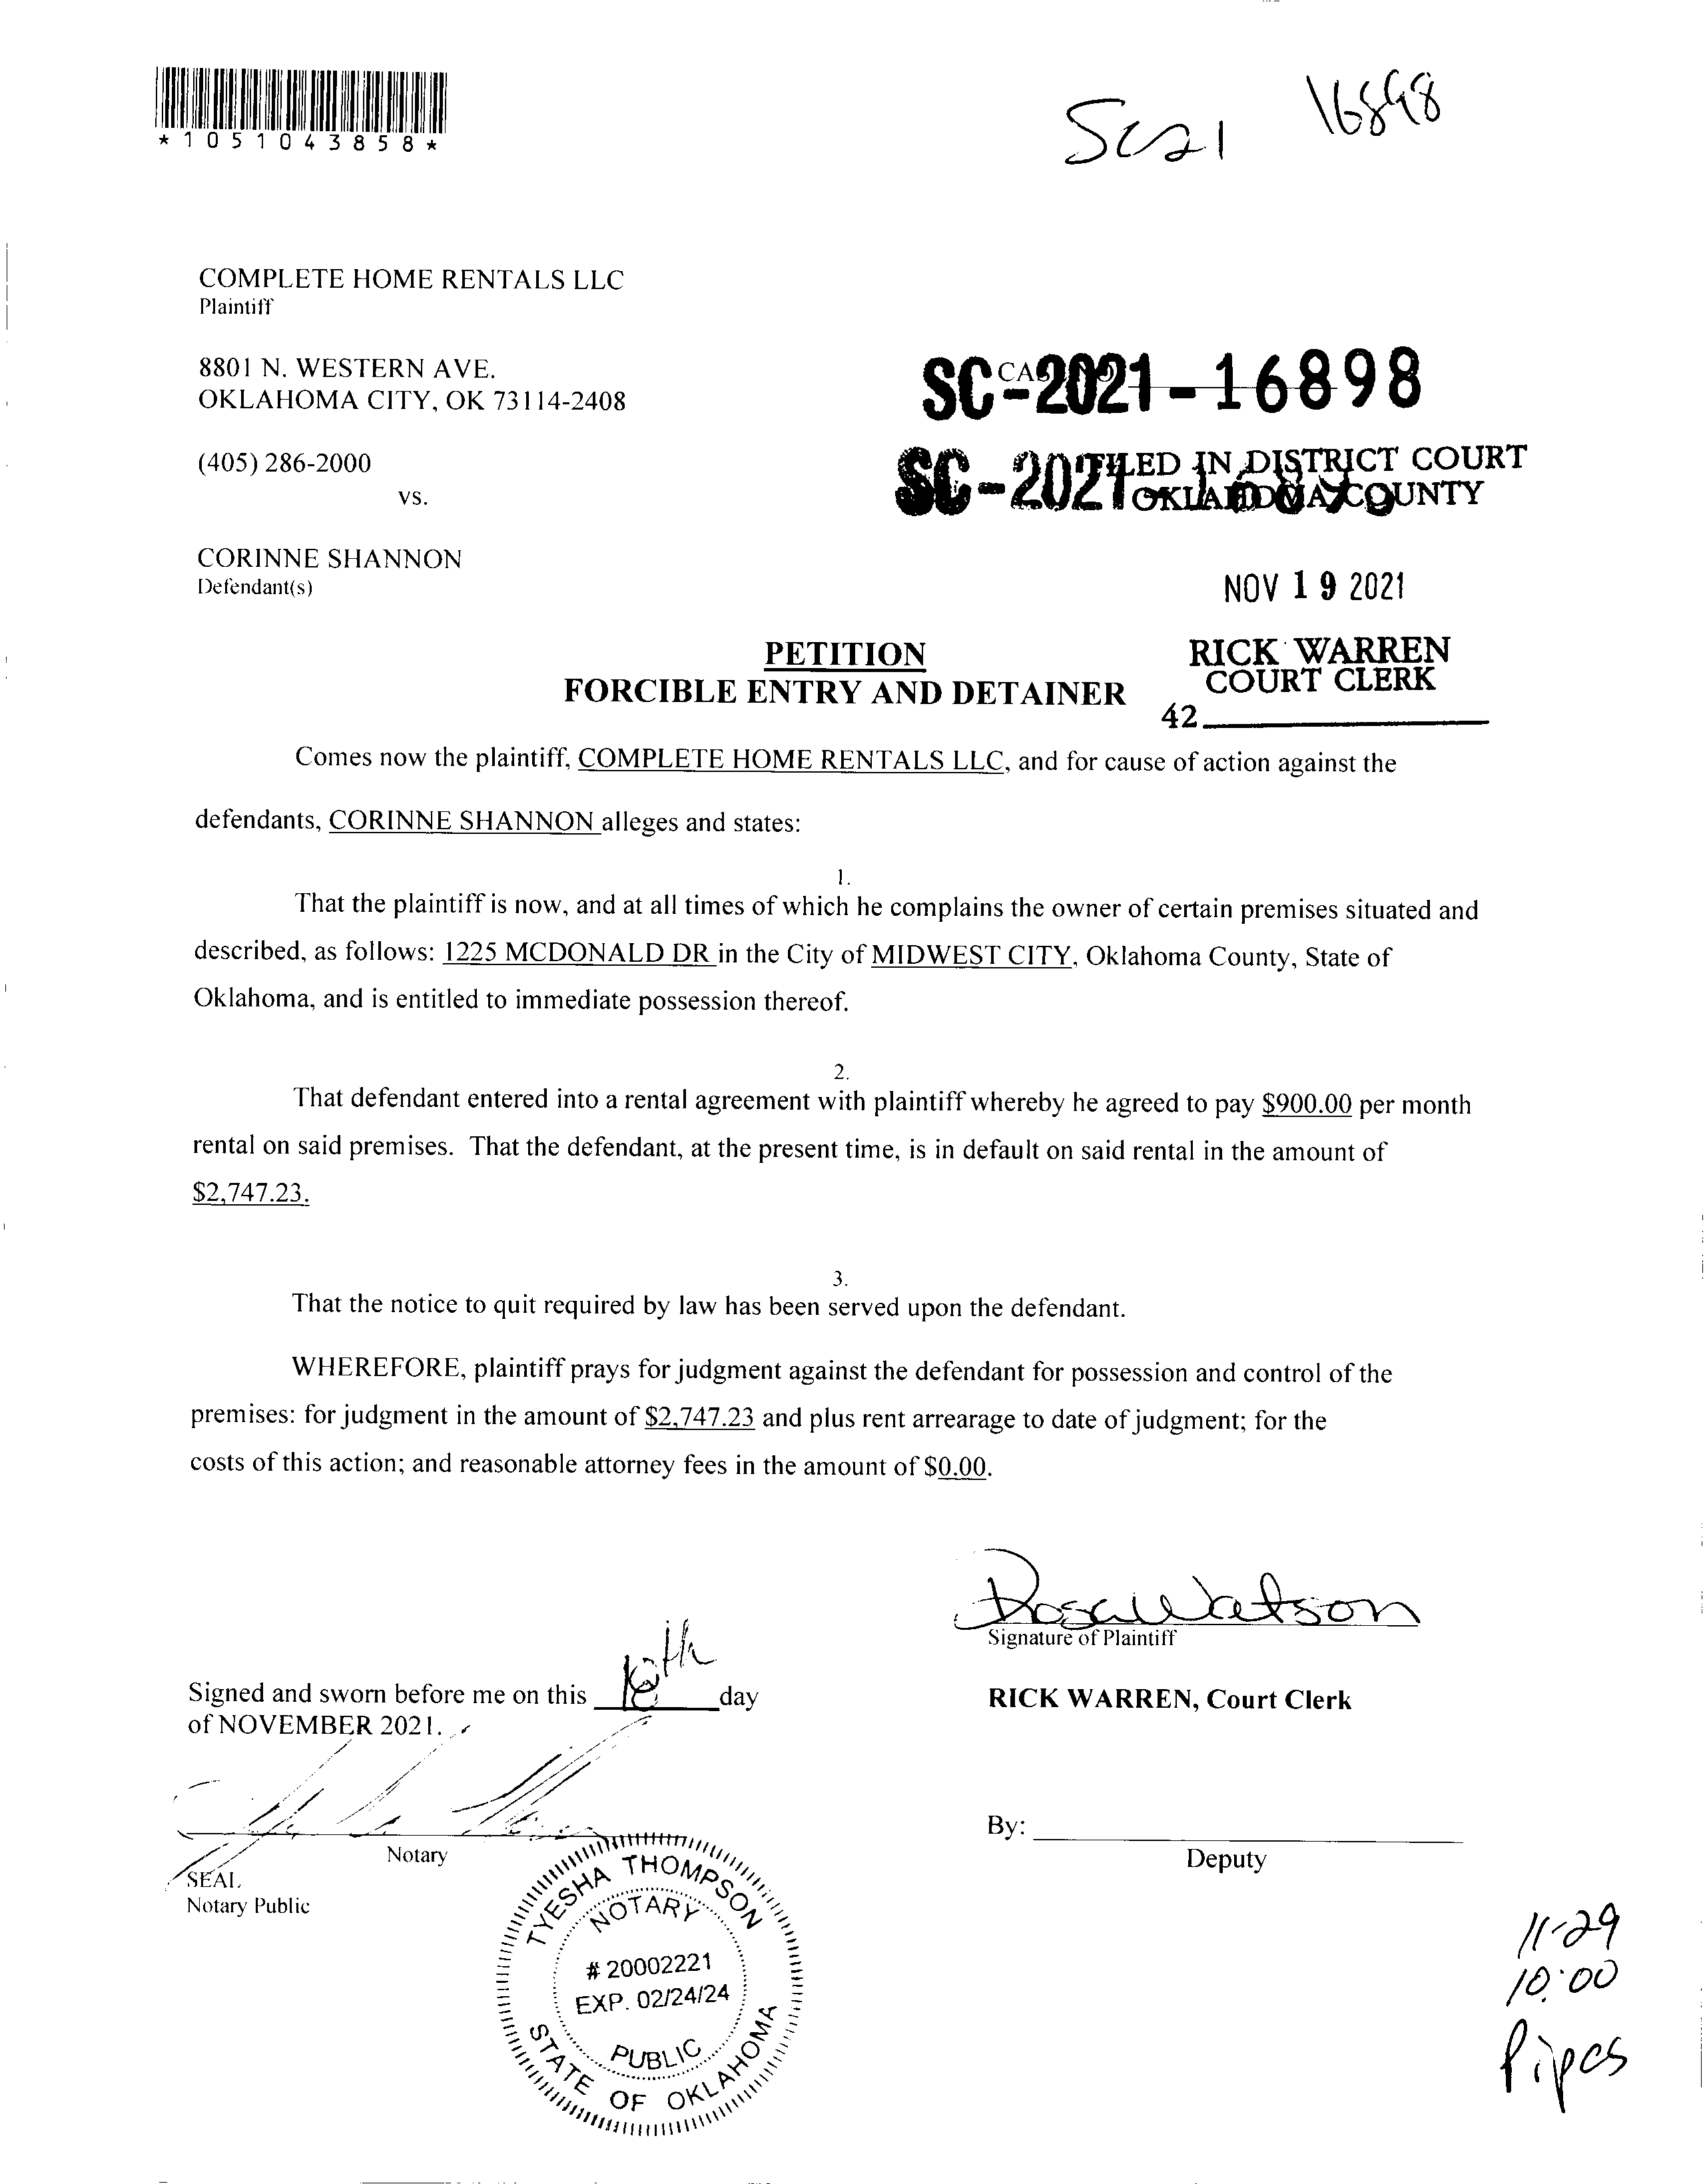 *1051043858*
SC21 16898
COMPLETE HOME RENTALS LLC
Plaintiff
8801 N. WESTERN AVE.
OKLAHOMA CITY, OK 73114-2408
SC-2021-16898
(405) 286-2000
FILED IN DISTRICT COURT
OKLAHOMA COUNTY
vs.
CORINNE SHANNON
Defendant(s)
NOV 19 2021
PETITION
RICK WARREN
COURT CLERK
FORCIBLE ENTRY AND DETAINER
42
Comes now the plaintiff, COMPLETE HOME RENTALS LLC, and for cause of action against the
defendants, CORINNE SHANNON alleges and states:
1.
That the plaintiff is now, and at all times of which he complains the owner of certain premises situated and
described, as follows: 1225 MCDONALD DR in the City of MIDWEST CITY, Oklahoma County, State of
Oklahoma, and is entitled to immediate possession thereof.
2.
That defendant entered into a rental agreement with plaintiff whereby he agreed to pay $900.00 per month
rental on said premises. That the defendant, at the present time, is in default on said rental in the amount of
$2,747.23.
3.
That the notice to quit required by law has been served upon the defendant.
WHEREFORE, plaintiff prays for judgment against the defendant for possession and control of the
premises: for judgment in the amount of $2,747.23 and plus rent arrearage to date of judgment; for the
costs of this action; and reasonable attorney fees in the amount of $0.00.
Rosa Watson
Signature of Plaintiff
Signed and sworn before me on this day
of NOVEMBER 2021.
RICK WARREN, Court Clerk
By:
Deputy
Notary
SEAL
Notary Public
TYESHA THOMPSON
NOTARY
# 20002221
EXP. 02/24/24
PUBLIC
STATE OF OKLAHOMA
11-29
10:00
Pipes